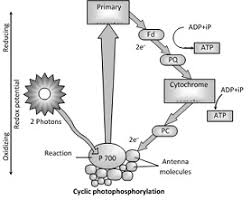 Primary
Reducing
Redox potential
Oxidizing
Fd
2e⁻
ADP+iP
ATP
PQ
Cytochrome
ADP+iP
ATP
PC
2e⁻
2 Photons
Reaction
P 700
Antenna
molecules
Cyclic photophosphorylation